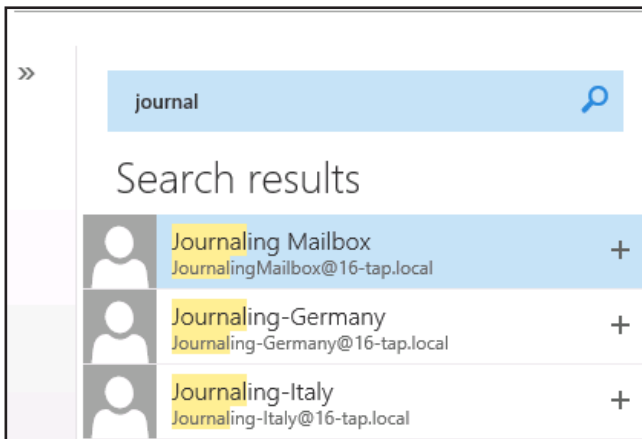 »
journal
Search results
Journaling Mailbox
JournalingMailbox@16-tap.local
+
Journaling-Germany
Journaling-Germany@16-tap.local
+
Journaling-Italy
Journaling-Italy@16-tap.local
+